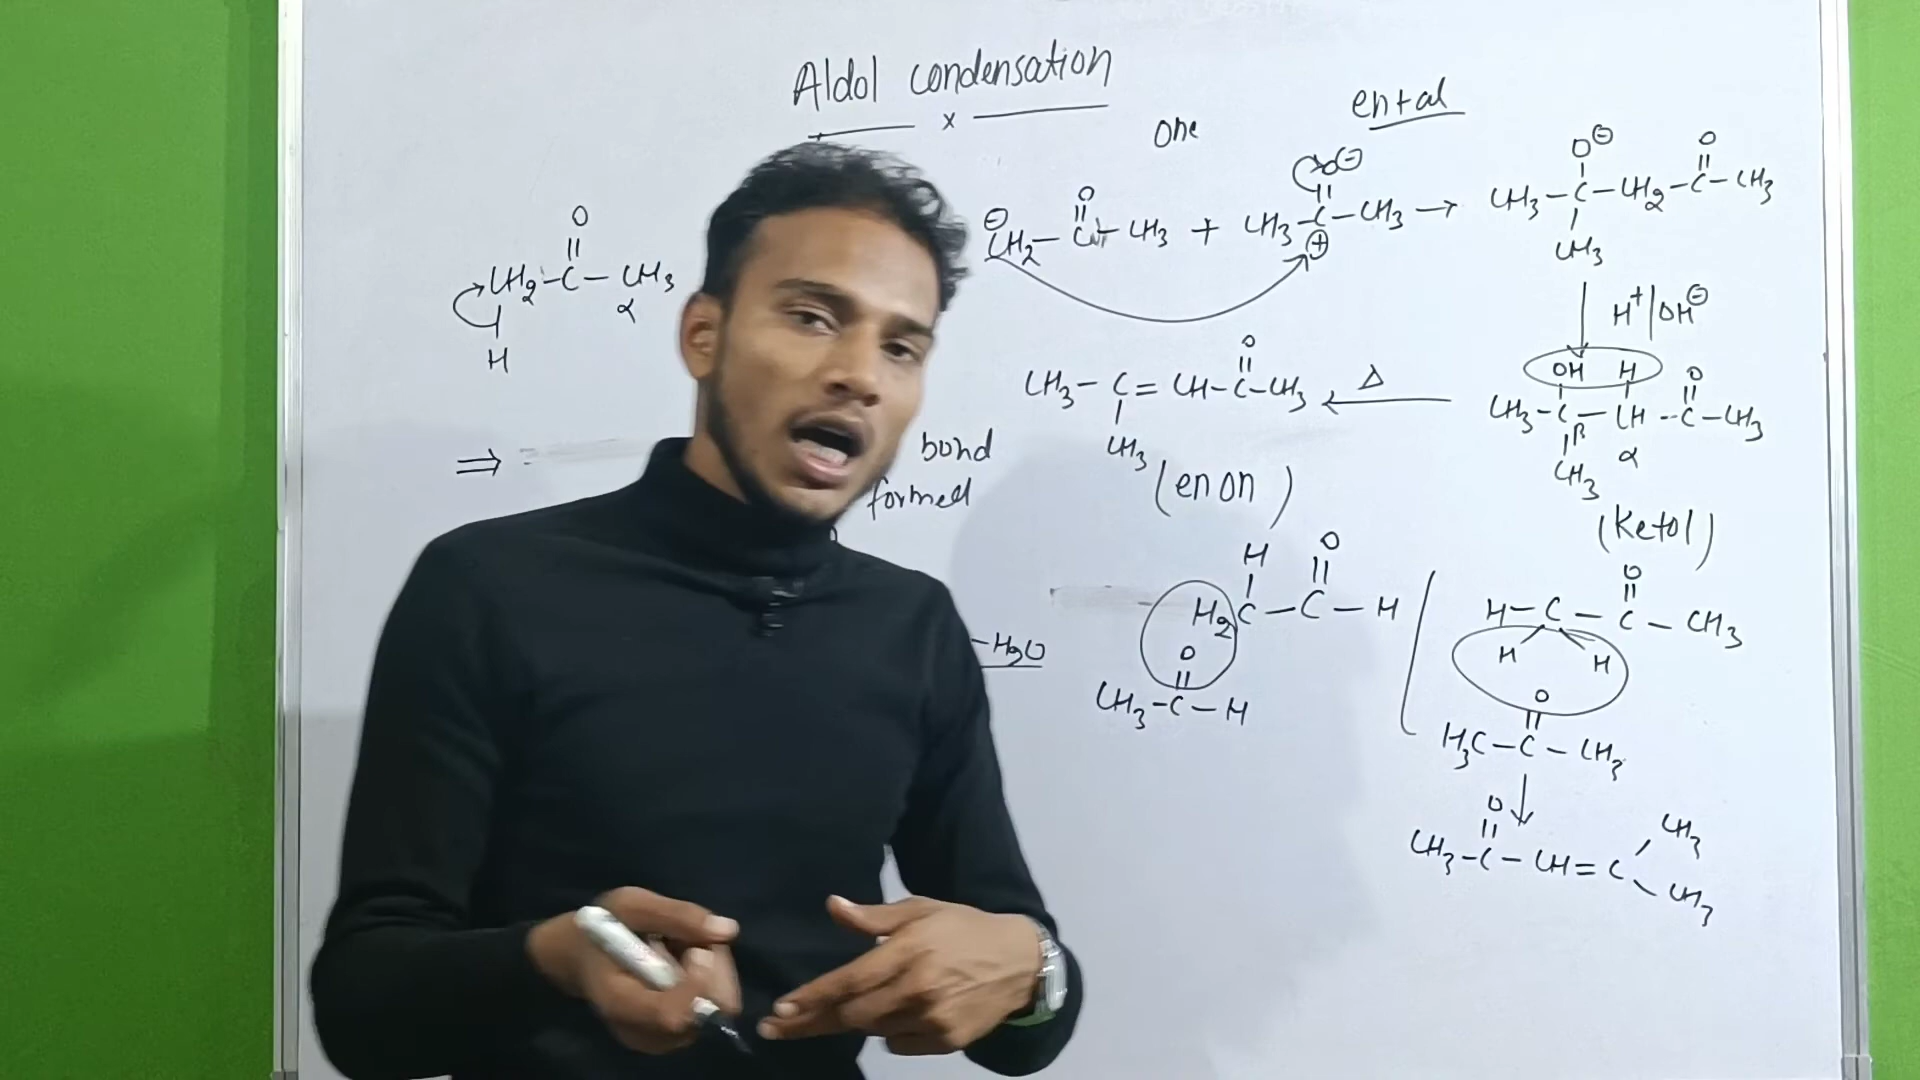 Aldol condensation
x
one
ental
O
CH2-C-CH3
α
H
⊖
CH2-C-CH3 + CH3-C-CH3 →
O
O⊖
⊕
O⊖ O
CH3-C-CH2-C-CH3
CH3
H+/OH⊖
OH H O
CH3-C-CH-C-CH3
β α
CH3
(Ketol)
Δ
O
CH3-C=CH-C-CH3
CH3
(enon)
⇒
bond
formed
-H2O
H O
H2C-C-H
O
CH3-C-H
O
H-C-C-CH3
H H
O
H3C-C-CH3
O
CH3-C-CH=C
CH3
CH3